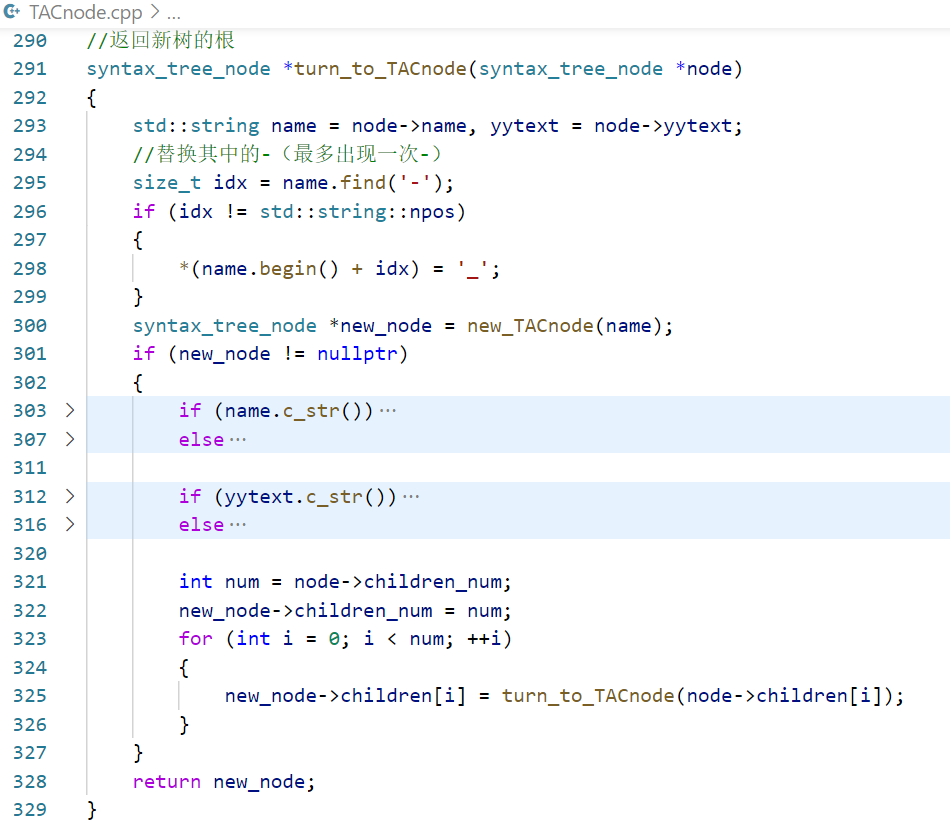 TACnode.cpp > ...
290 //返回新树的根
291 syntax_tree_node *turn_to_TACnode(syntax_tree_node *node)
292 {
293 std::string name = node->name, yytext = node->yytext;
294 //替换其中的-（最多出现一次-）
295 size_t idx = name.find('-');
296 if (idx != std::string::npos)
297 {
298 *(name.begin() + idx) = '_';
299 }
300 syntax_tree_node *new_node = new_TACnode(name);
301 if (new_node != nullptr)
302 {
303 > if (name.c_str())···
307 > else···
311
312 > if (yytext.c_str())···
316 > else···
320
321 int num = node->children_num;
322 new_node->children_num = num;
323 for (int i = 0; i < num; ++i)
324 {
325 new_node->children[i] = turn_to_TACnode(node->children[i]);
326 }
327 }
328 return new_node;
329 }